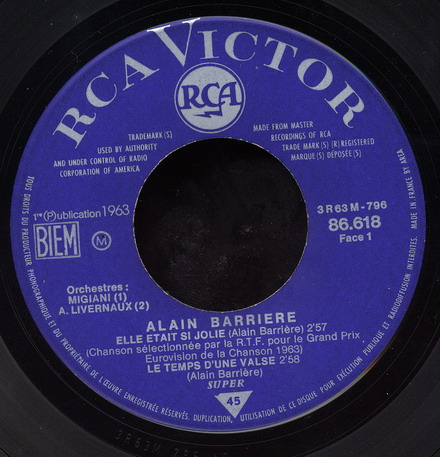 RCA VICTOR
RCA
TRADEMARK(S)
USED BY AUTHORITY
AND UNDER CONTROL OF RADIO
CORPORATION OF AMERICA
MADE FROM MASTER
RECORDINGS OF RCA
TRADE MARK(S) (R) REGISTERED
MARQUE(S) DÉPOSÉE(S)
1re (P)ublication 1963
BIEM
M
3 R 63 M - 796
86.618
Face 1
Orchestres :
MIGIANI (1)
A. LIVERNAUX (2)
ALAIN BARRIERE
ELLE ETAIT SI JOLIE (Alain Barrière) 2'57
(Chanson sélectionnée par la R.T.F. pour le Grand Prix
Eurovision de la Chanson 1963)
LE TEMPS D'UNE VALSE 2'58
(Alain Barrière)
SUPER
45
TOUS DROITS DU PRODUCTEUR PHONOGRAPHIQUE ET DU PROPRIÉTAIRE DE L'ŒUVRE ENREGISTRÉE RÉSERVÉS. DUPLICATION, UTILISATION DE CE DISQUE POUR EXÉCUTION PUBLIQUE ET RADIODIFFUSION INTERDITES. MADE IN FRANCE BY AREA
3R63M 796